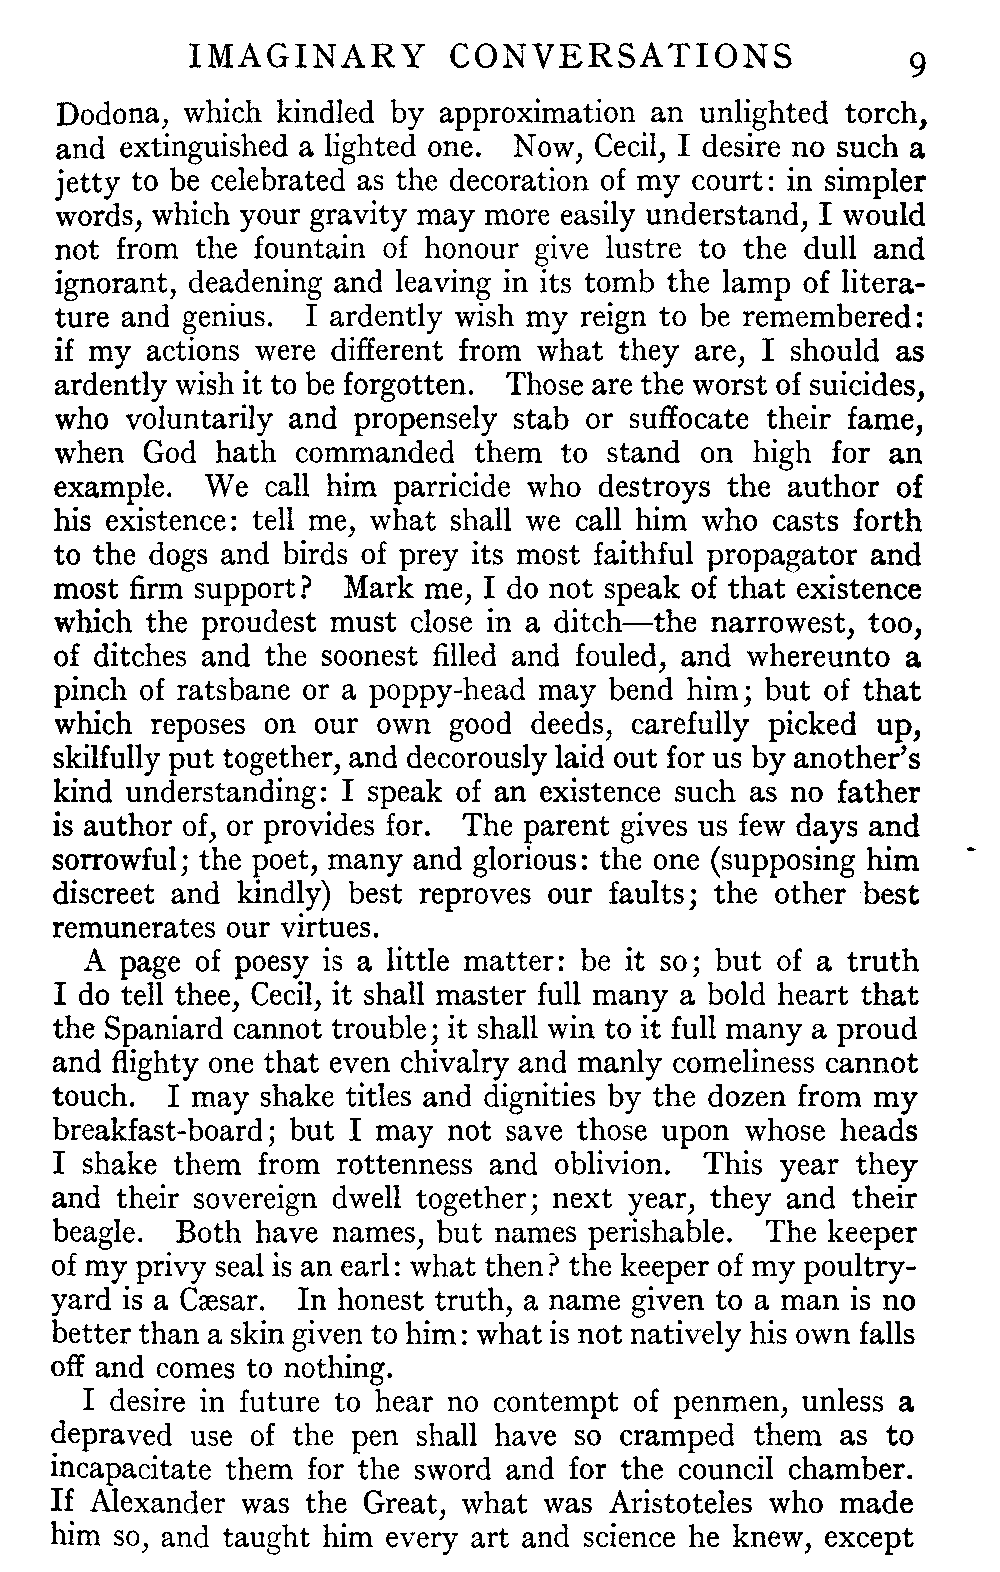 IMAGINARY CONVERSATIONS 9
Dodona, which kindled by approximation an unlighted torch,
and extinguished a lighted one. Now, Cecil, I desire no such a
jetty to be celebrated as the decoration of my court: in simpler
words, which your gravity may more easily understand, I would
not from the fountain of honour give lustre to the dull and
ignorant, deadening and leaving in its tomb the lamp of litera-
ture and genius. I ardently wish my reign to be remembered:
if my actions were different from what they are, I should as
ardently wish it to be forgotten. Those are the worst of suicides,
who voluntarily and propensely stab or suffocate their fame,
when God hath commanded them to stand on high for an
example. We call him parricide who destroys the author of
his existence: tell me, what shall we call him who casts forth
to the dogs and birds of prey its most faithful propagator and
most firm support? Mark me, I do not speak of that existence
which the proudest must close in a ditch—the narrowest, too,
of ditches and the soonest filled and fouled, and whereunto a
pinch of ratsbane or a poppy-head may bend him; but of that
which reposes on our own good deeds, carefully picked up,
skilfully put together, and decorously laid out for us by another's
kind understanding: I speak of an existence such as no father
is author of, or provides for. The parent gives us few days and
sorrowful; the poet, many and glorious: the one (supposing him
discreet and kindly) best reproves our faults; the other best
remunerates our virtues.
A page of poesy is a little matter: be it so; but of a truth
I do tell thee, Cecil, it shall master full many a bold heart that
the Spaniard cannot trouble; it shall win to it full many a proud
and flighty one that even chivalry and manly comeliness cannot
touch. I may shake titles and dignities by the dozen from my
breakfast-board; but I may not save those upon whose heads
I shake them from rottenness and oblivion. This year they
and their sovereign dwell together; next year, they and their
beagle. Both have names, but names perishable. The keeper
of my privy seal is an earl: what then? the keeper of my poultry-
yard is a Cæsar. In honest truth, a name given to a man is no
better than a skin given to him: what is not natively his own falls
off and comes to nothing.
I desire in future to hear no contempt of penmen, unless a
depraved use of the pen shall have so cramped them as to
incapacitate them for the sword and for the council chamber.
If Alexander was the Great, what was Aristoteles who made
him so, and taught him every art and science he knew, except